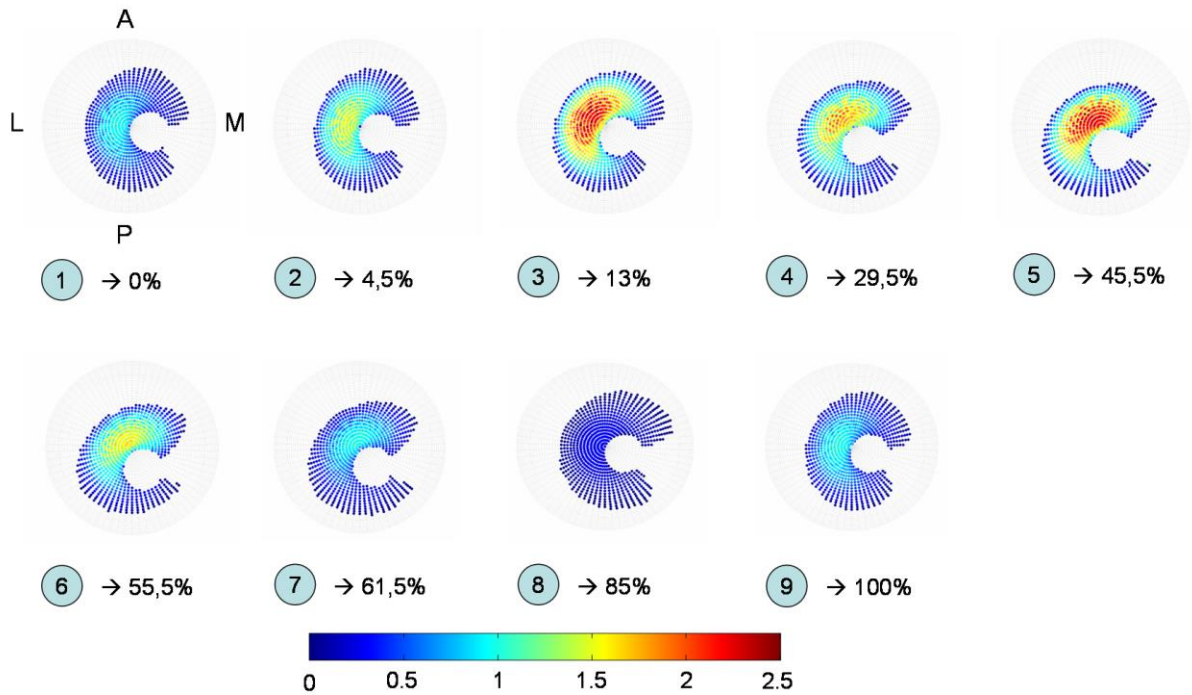 A
L M
P
1 → 0% 2 → 4,5% 3 → 13% 4 → 29,5% 5 → 45,5%
6 → 55,5% 7 → 61,5% 8 → 85% 9 → 100%
0 0.5 1 1.5 2 2.5